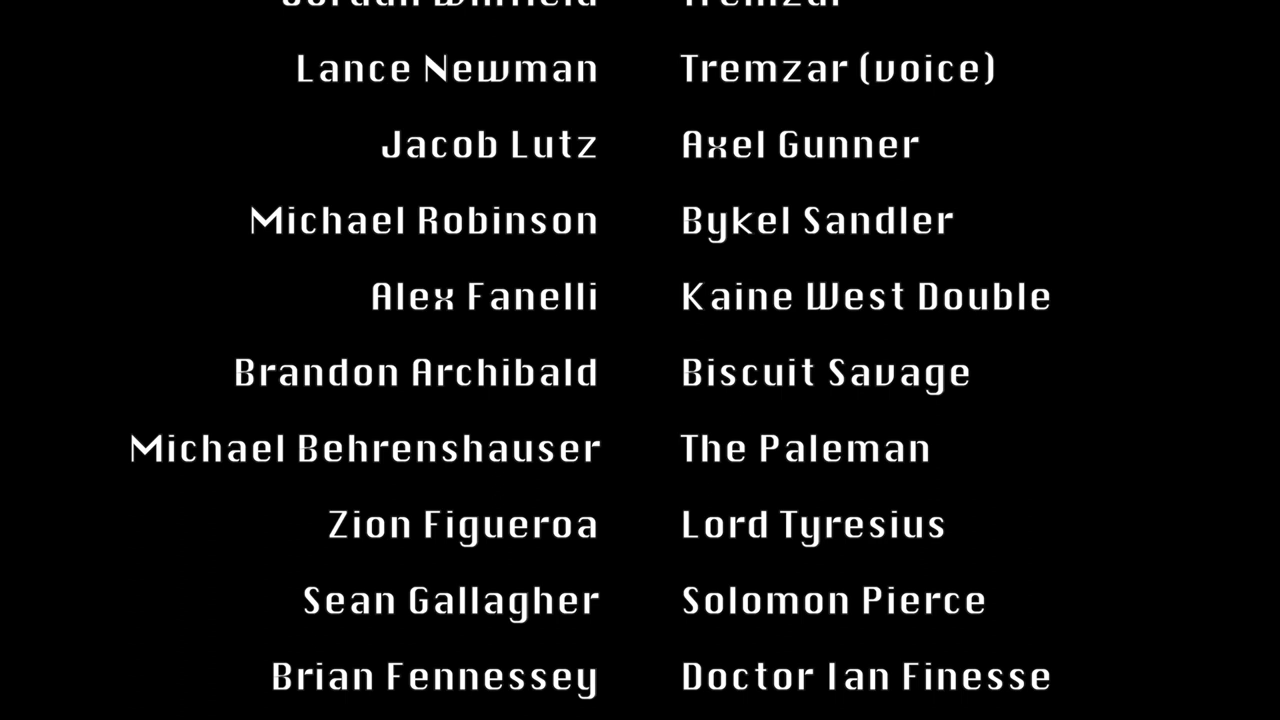 Jordan Tremzar
Lance Newman Tremzar (voice)
Jacob Lutz Axel Gunner
Michael Robinson Bykel Sandler
Alex Fanelli Kaine West Double
Brandon Archibald Biscuit Savage
Michael Behrenshauser The Paleman
Zion Figueroa Lord Tyresius
Sean Gallagher Solomon Pierce
Brian Fennessey Doctor Ian Finesse